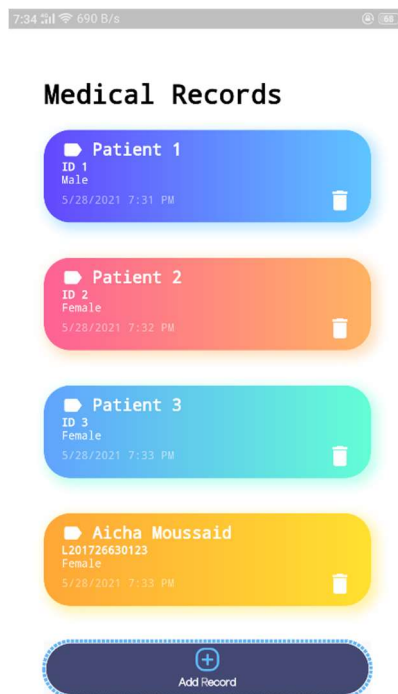 7:34 690 B/s 66
Medical Records
Patient 1
ID 1
Male
5/28/2021 7:31 PM
Patient 2
ID 2
Female
5/28/2021 7:32 PM
Patient 3
ID 3
Female
5/28/2021 7:33 PM
Aicha Moussaid
L201726630123
Female
5/28/2021 7:33 PM
Add Record